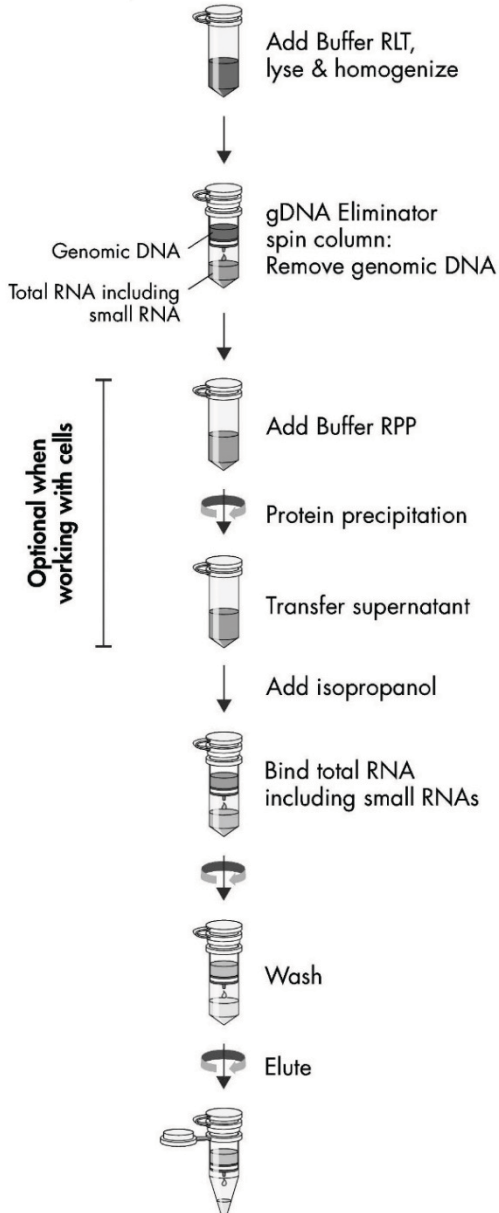 Add Buffer RLT,
lyse & homogenize
gDNA Eliminator
spin column:
Remove genomic DNA
Genomic DNA
Total RNA including
small RNA
Optional when
working with cells
Add Buffer RPP
Protein precipitation
Transfer supernatant
Add isopropanol
Bind total RNA
including small RNAs
Wash
Elute